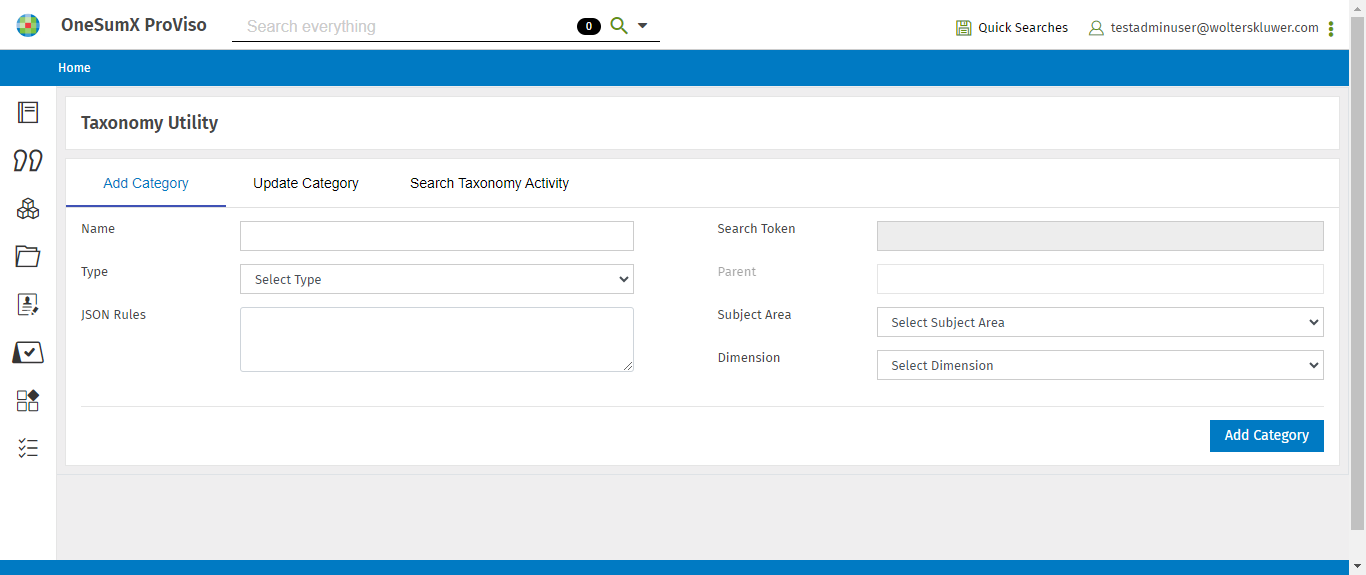 OneSumX ProViso
Search everything
0
Quick Searches
testadminuser@wolterskluwer.com
Home
Taxonomy Utility
Add Category
Update Category
Search Taxonomy Activity
Name
Search Token
Type
Select Type
Parent
JSON Rules
Subject Area
Select Subject Area
Dimension
Select Dimension
Add Category